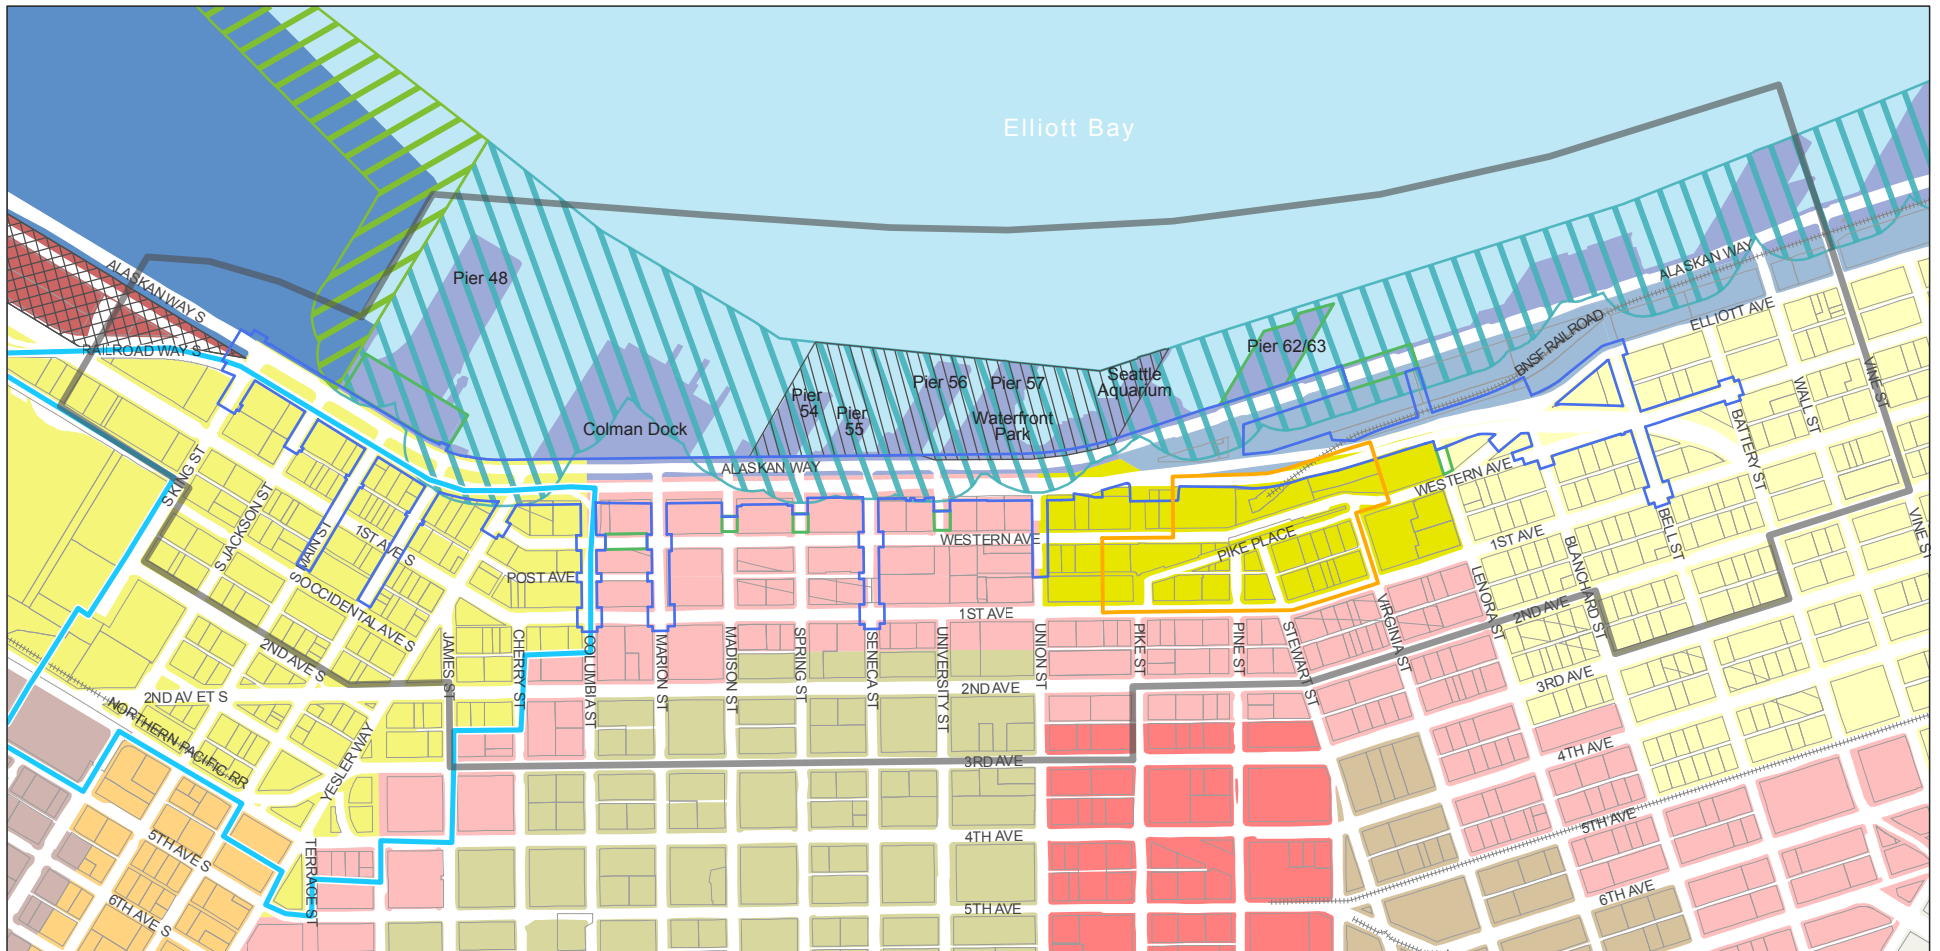 Elliott Bay
Pier 48
ALASKAN WAY S
RAILROAD WAY S
Colman Dock
Pier
54
Pier
55
Pier 56
Pier 57
Waterfront
Park
Seattle
Aquarium
Pier 62/63
ALASKAN WAY
ALASKAN WAY
BNSF RAILROAD
ELLIOTT AVE
VINE ST
WALL ST
BATTERY ST
WESTERN AVE
WESTERN AVE
PIKE PLACE
S KING ST
S JACKSON ST
S MAIN ST
1ST AVE S
OCCIDENTAL AVE S
2ND AVE S
2ND AV ET S
NORTHERN PACIFIC RR
YESLER WAY
JAMES ST
CHERRY ST
POST AVE
COLUMBIA ST
MARION ST
MADISON ST
SPRING ST
SENECA ST
UNIVERSITY ST
UNION ST
PIKE ST
PINE ST
STEWART ST
VIRGINIA ST
LENORA ST
BLANCHARD ST
BELL ST
VINE ST
1ST AVE
1ST AVE
2ND AVE
2ND AVE
3RD AVE
3RD AVE
4TH AVE
4TH AVE
5TH AVE
5TH AVE
6TH AVE
5TH AVE S
6TH AVE S
TERRACE ST